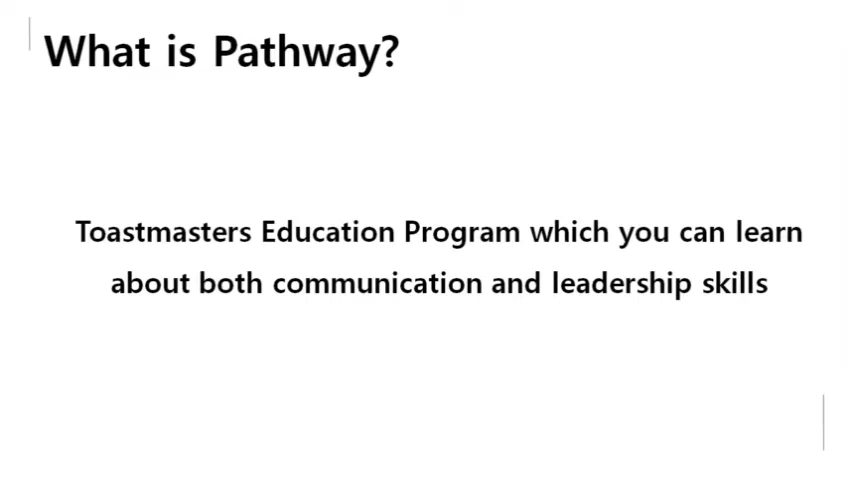 What is Pathway?
Toastmasters Education Program which you can learn
about both communication and leadership skills